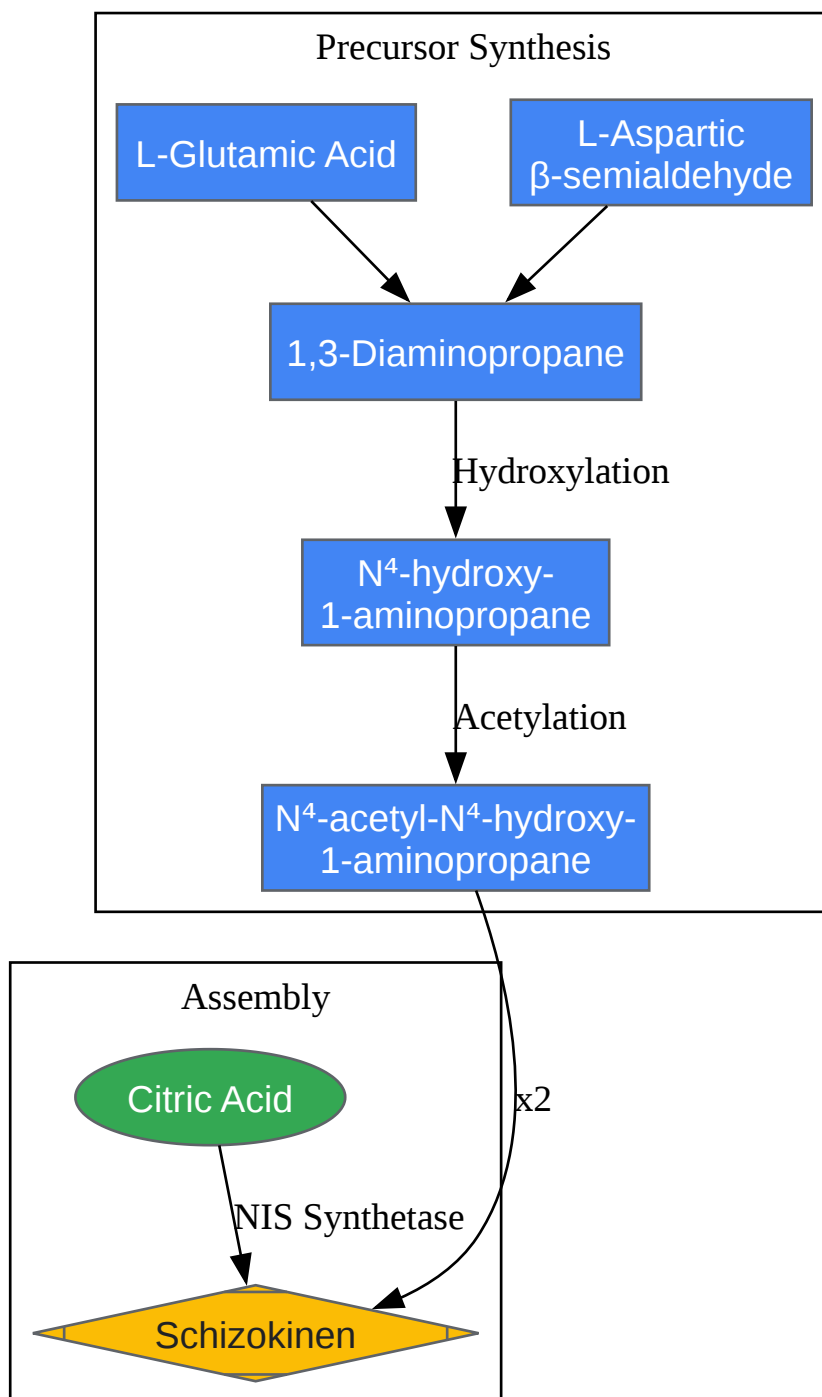 Precursor Synthesis
L-Glutamic Acid
L-Aspartic
β-semialdehyde
1,3-Diaminopropane
Hydroxylation
N⁴-hydroxy-
1-aminopropane
Acetylation
N⁴-acetyl-N⁴-hydroxy-
1-aminopropane
Assembly
Citric Acid
x2
NIS Synthetase
Schizokinen